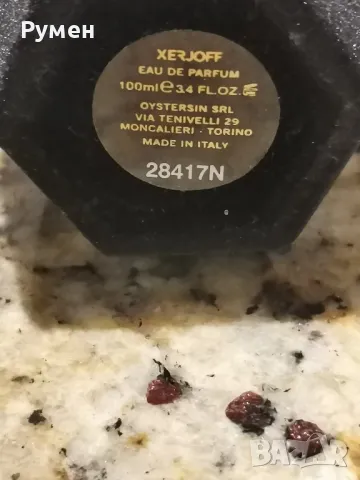 Румен
XERJOFF
EAU DE PARFUM
100ml ℮ 3.4 FL.OZ.
OYSTERSIN SRL
VIA TENIVELLI 29
MONCALIERI · TORINO
MADE IN ITALY
28417N
BAZAR